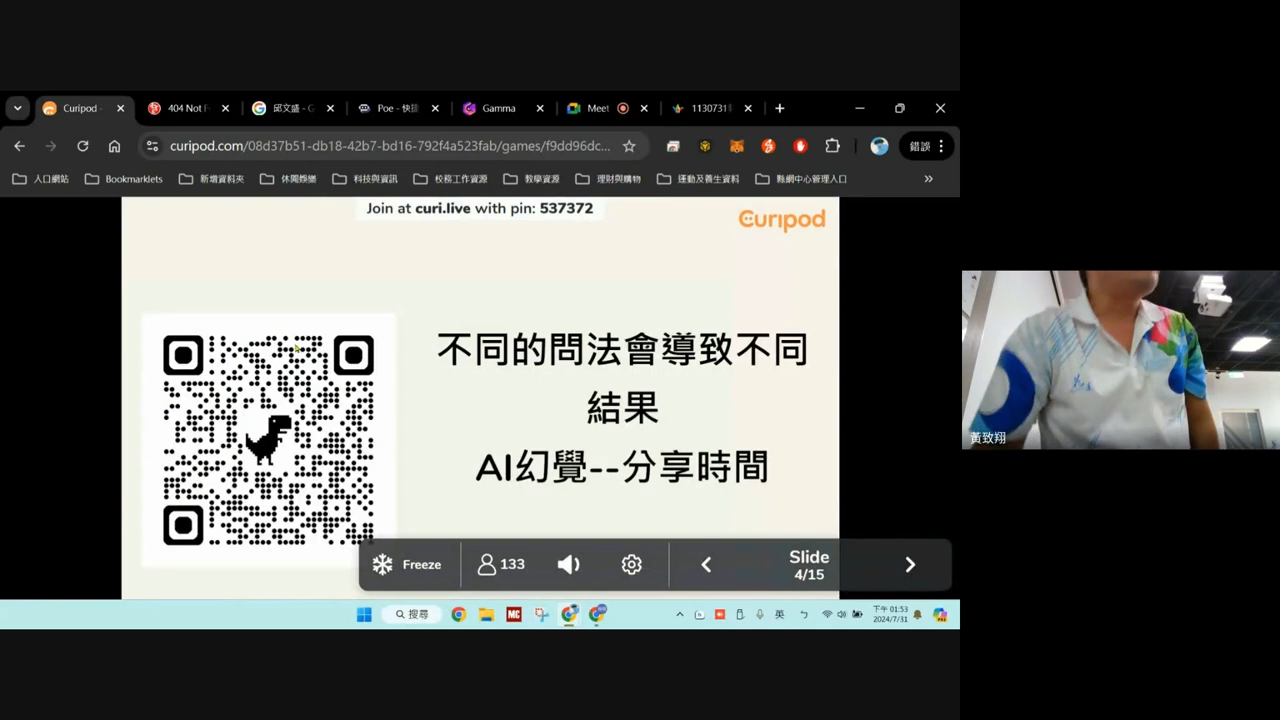 Curipod -
404 Not F
邱文盛 - G
Poe - 快
Gamma
Meet
1130731
curipod.com/08d37b51-db18-42b7-bd16-792f4a523fab/games/f9dd96dc...
錯誤
人口網站
Bookmarklets
新增資料夾
休閒娛樂
科技與資訊
校務工作資源
教學資源
理財與購物
運動及養生資料
縣網中心管理入口
Join at curi.live with pin: 537372
Curipod
不同的問法會導致不同
結果
AI幻覺--分享時間
Freeze
133
Slide
4/15
搜尋
MC
英
下午 01:53
2024/7/31
黃致翔